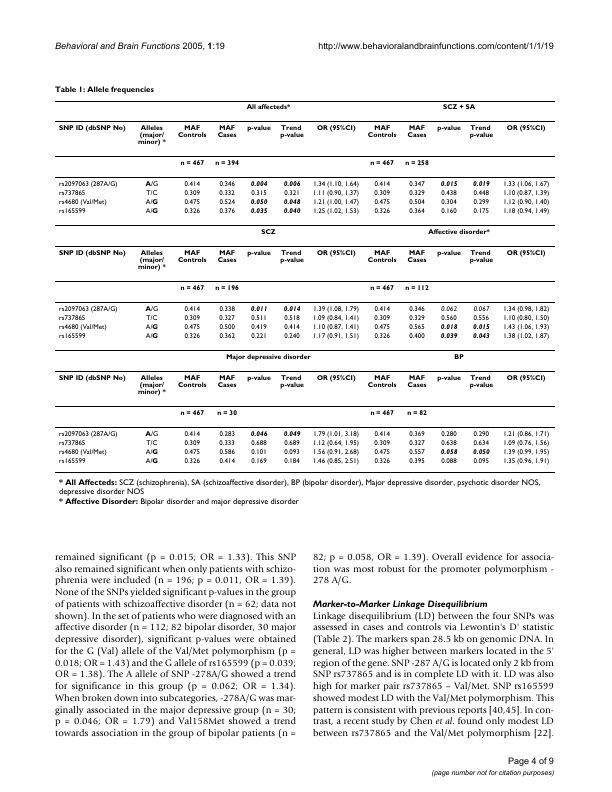 Behavioral and Brain Functions 2005, 1:19 http://www.behavioralandbrainfunctions.com/content/1/1/19
Table 1: Allele frequencies
All affecteds* SCZ + SA
SNP ID (dbSNP No) Alleles (major/ minor) * MAF Controls MAF Cases p-value Trend p-value OR (95%CI) MAF Controls MAF Cases p-value Trend p-value OR (95%CI)
n = 467 n = 394 n = 467 n = 258
rs2097063 (287A/G) A/G 0.414 0.346 0.004 0.006 1.34 (1.10, 1.64) 0.414 0.347 0.015 0.019 1.33 (1.06, 1.67)
rs737865 T/C 0.309 0.332 0.315 0.321 1.11 (0.90, 1.37) 0.309 0.329 0.438 0.448 1.10 (0.87, 1.39)
rs4680 (Val/Met) A/G 0.475 0.524 0.050 0.048 1.21 (1.00, 1.47) 0.475 0.504 0.304 0.299 1.12 (0.90, 1.40)
rs165599 A/G 0.326 0.376 0.035 0.040 1.25 (1.02, 1.53) 0.326 0.364 0.160 0.175 1.18 (0.94, 1.49)
SCZ Affective disorder*
SNP ID (dbSNP No) Alleles (major/ minor) * MAF Controls MAF Cases p-value Trend p-value OR (95%CI) MAF Controls MAF Cases p-value Trend p-value OR (95%CI)
n = 467 n = 196 n = 467 n = 112
rs2097063 (287A/G) A/G 0.414 0.338 0.011 0.014 1.39 (1.08, 1.79) 0.414 0.346 0.062 0.067 1.34 (0.98, 1.82)
rs737865 T/C 0.309 0.327 0.511 0.518 1.09 (0.84, 1.41) 0.309 0.329 0.560 0.556 1.10 (0.80, 1.50)
rs4680 (Val/Met) A/G 0.475 0.500 0.419 0.414 1.10 (0.87, 1.41) 0.475 0.565 0.018 0.015 1.43 (1.06, 1.93)
rs165599 A/G 0.326 0.362 0.221 0.240 1.17 (0.91, 1.51) 0.326 0.400 0.039 0.043 1.38 (1.02, 1.87)
Major depressive disorder BP
SNP ID (dbSNP No) Alleles (major/ minor) * MAF Controls MAF Cases p-value Trend p-value OR (95%CI) MAF Controls MAF Cases p-value Trend p-value OR (95%CI)
n = 467 n = 30 n = 467 n = 82
rs2097063 (287A/G) A/G 0.414 0.283 0.046 0.049 1.79 (1.01, 3.18) 0.414 0.369 0.280 0.290 1.21 (0.86, 1.71)
rs737865 T/C 0.309 0.333 0.688 0.689 1.12 (0.64, 1.95) 0.309 0.327 0.638 0.634 1.09 (0.76, 1.56)
rs4680 (Val/Met) A/G 0.475 0.586 0.101 0.093 1.56 (0.91, 2.68) 0.475 0.557 0.058 0.050 1.39 (0.99, 1.95)
rs165599 A/G 0.326 0.414 0.169 0.184 1.46 (0.85, 2.51) 0.326 0.395 0.088 0.095 1.35 (0.96, 1.91)
* All Affecteds: SCZ (schizophrenia), SA (schizoaffective disorder), BP (bipolar disorder), Major depressive disorder, psychotic disorder NOS,
depressive disorder NOS
* Affective Disorder: Bipolar disorder and major depressive disorder
remained significant (p = 0.015; OR = 1.33). This SNP
also remained significant when only patients with schizo-
phrenia were included (n = 196; p = 0.011, OR = 1.39).
None of the SNPs yielded significant p-values in the group
of patients with schizoaffective disorder (n = 62; data not
shown). In the set of patients who were diagnosed with an
affective disorder (n = 112; 82 bipolar disorder, 30 major
depressive disorder), significant p-values were obtained
for the G (Val) allele of the Val/Met polymorphism (p =
0.018; OR = 1.43) and the G allele of rs165599 (p = 0.039;
OR = 1.38). The A allele of SNP -278A/G showed a trend
for significance in this group (p = 0.062; OR = 1.34).
When broken down into subcategories, -278A/G was mar-
ginally associated in the major depressive group (n = 30;
p = 0.046; OR = 1.79) and Val158Met showed a trend
towards association in the group of bipolar patients (n =
82; p = 0.058, OR = 1.39). Overall evidence for associa-
tion was most robust for the promoter polymorphism -
278 A/G.
Marker-to-Marker Linkage Disequilibrium
Linkage disequilibrium (LD) between the four SNPs was
assessed in cases and controls via Lewontin's D' statistic
(Table 2). The markers span 28.5 kb on genomic DNA. In
general, LD was higher between markers located in the 5'
region of the gene. SNP -287 A/G is located only 2 kb from
SNP rs737865 and is in complete LD with it. LD was also
high for marker pair rs737865 – Val/Met. SNP rs165599
showed modest LD with the Val/Met polymorphism. This
pattern is consistent with previous reports [40,45]. In con-
trast, a recent study by Chen et al. found only modest LD
between rs737865 and the Val/Met polymorphism [22].
Page 4 of 9
(page number not for citation purposes)